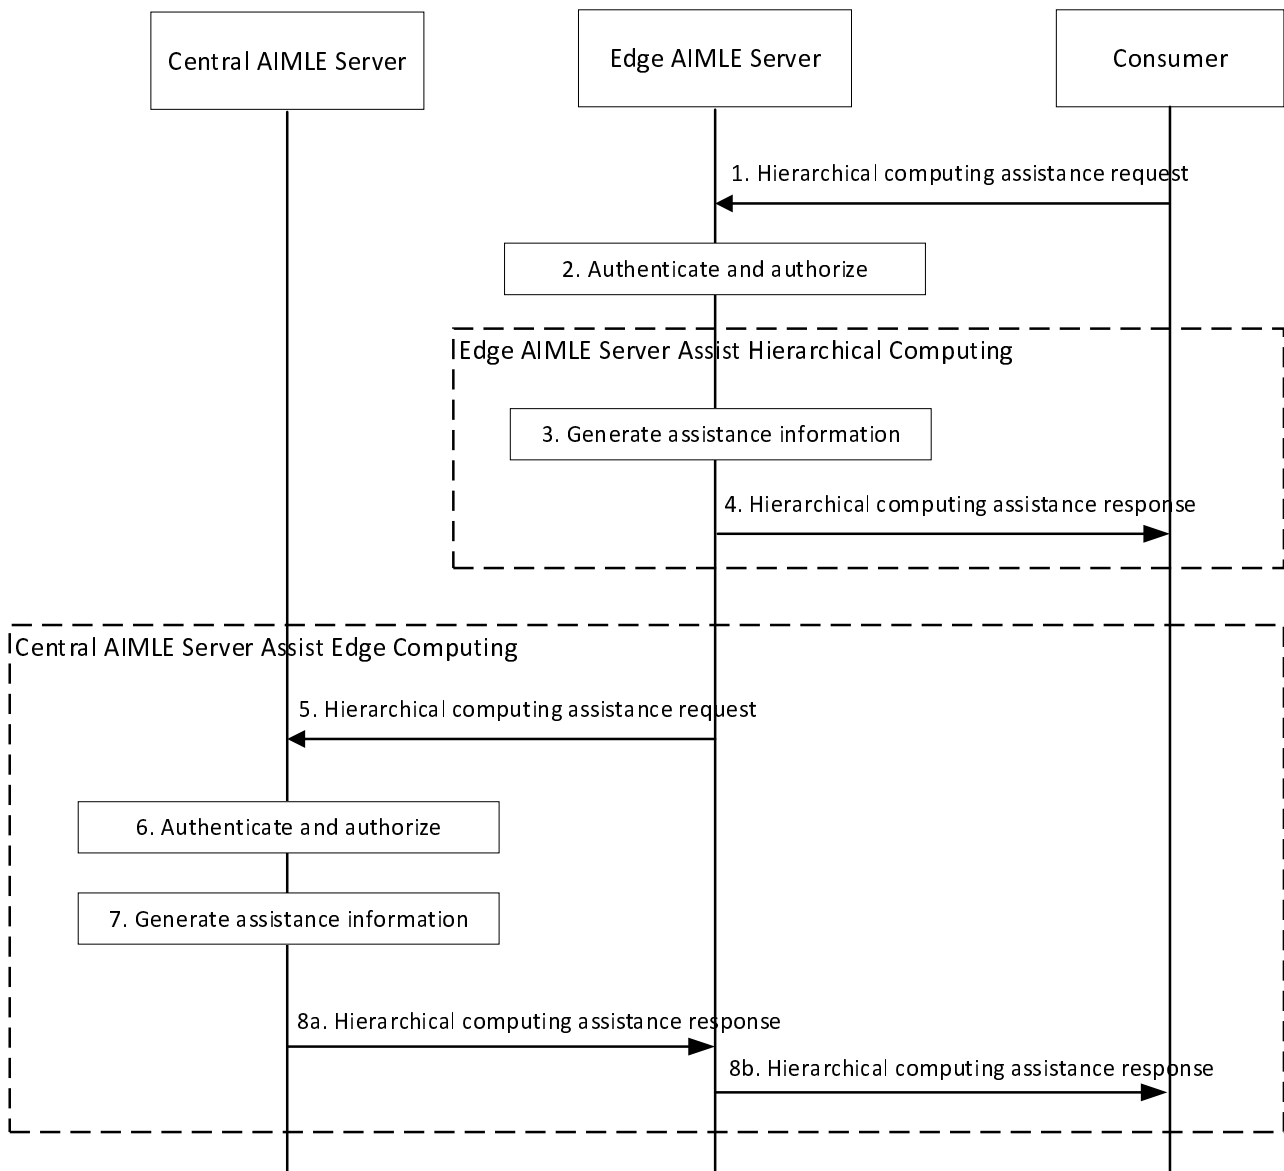 Central AIMLE Server
Edge AIMLE Server
Consumer
1. Hierarchical computing assistance request
2. Authenticate and authorize
Edge AIMLE Server Assist Hierarchical Computing
3. Generate assistance information
4. Hierarchical computing assistance response
Central AIMLE Server Assist Edge Computing
5. Hierarchical computing assistance request
6. Authenticate and authorize
7. Generate assistance information
8a. Hierarchical computing assistance response
8b. Hierarchical computing assistance response